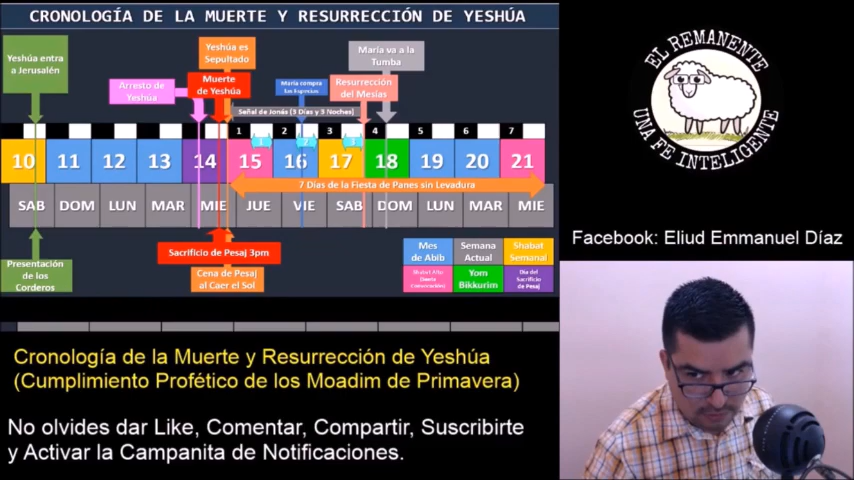 CRONOLOGÍA DE LA MUERTE Y RESURRECCIÓN DE YESHÚA
Yeshúa entra
a Jerusalén
Arresto de
Yeshúa
Muerte
de Yeshúa
Yeshúa es
Sepultado
María compra
las Especias
Resurrección
del Mesías
María va a la
Tumba
Señal de Jonás (3 Días y 3 Noches)
1 2 3 4 5 6 7
1 2 3
10 11 12 13 14 15 16 17 18 19 20 21
7 Días de la Fiesta de Panes sin Levadura
SAB DOM LUN MAR MIE JUE VIE SAB DOM LUN MAR MIE
Presentación
de los
Corderos
Sacrificio de Pesaj 3pm
Cena de Pesaj
al Caer el Sol
Mes
de Abib
Semana
Actual
Shabat
Semanal
Shabat Alto
Yom
Bikkurim
Día del
Sacrificio
de Pesaj
EL REMANENTE
UNA FE INTELIGENTE
Facebook: Eliud Emmanuel Díaz
Cronología de la Muerte y Resurrección de Yeshúa
(Cumplimiento Profético de los Moadim de Primavera)
No olvides dar Like, Comentar, Compartir, Suscribirte
y Activar la Campanita de Notificaciones.